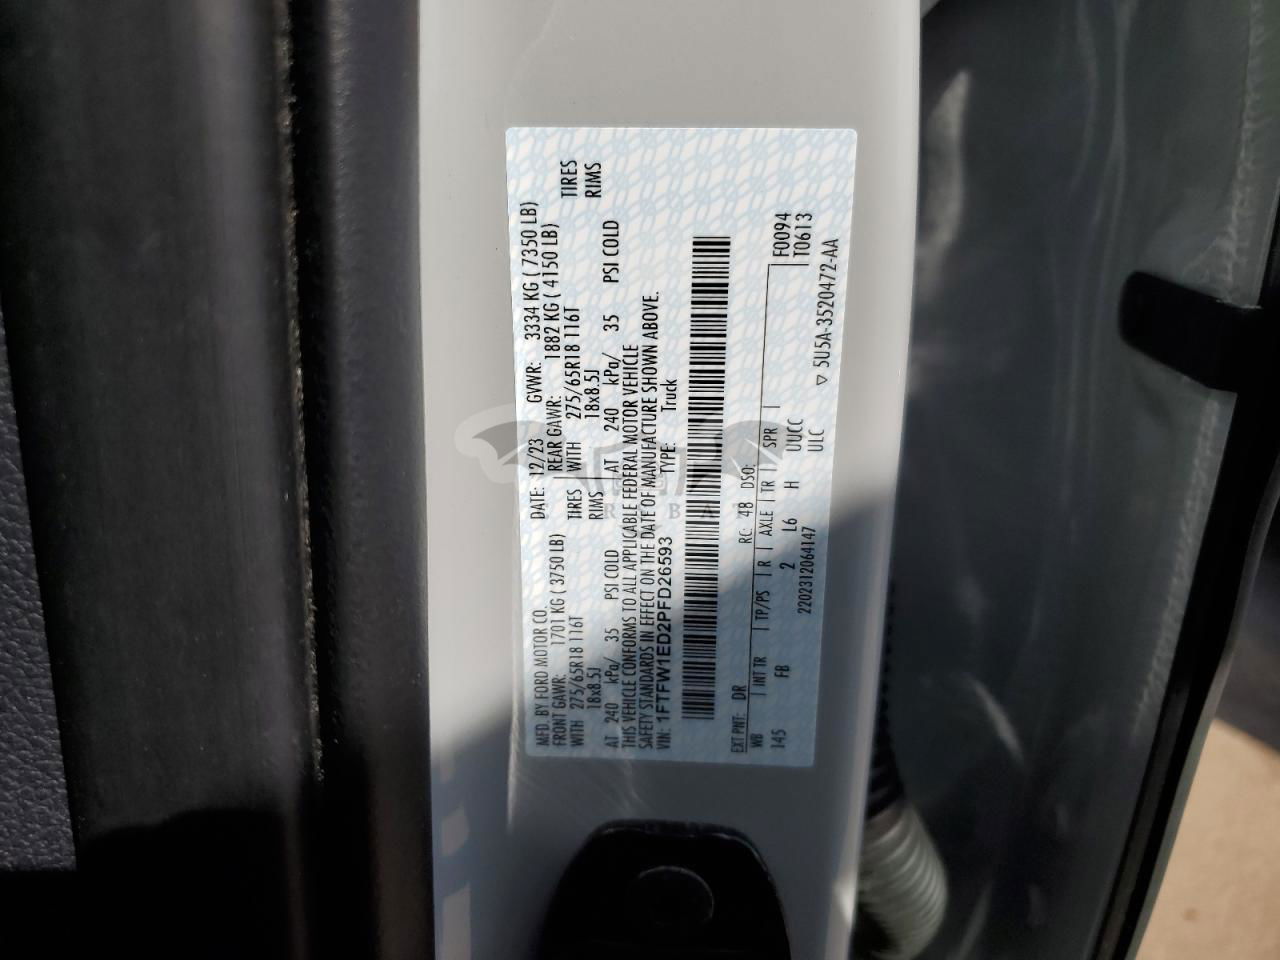 MFD. BY FORD MOTOR CO.
DATE: 12/23 GVWR: 3334 KG ( 7350 LB)
FRONT GAWR: 1701 KG ( 3750 LB) REAR GAWR: 1882 KG ( 4150 LB)
WITH 275/65R18 116T TIRES WITH 275/65R18 116T TIRES
18x8.5J RIMS 18x8.5J RIMS
AT 240 kPa/ 35 PSI COLD AT 240 kPa/ 35 PSI COLD
THIS VEHICLE CONFORMS TO ALL APPLICABLE FEDERAL MOTOR VEHICLE
SAFETY STANDARDS IN EFFECT ON THE DATE OF MANUFACTURE SHOWN ABOVE.
VIN: 1FTFW1ED2PFD26593 TYPE: Truck
EXT PNT: DR RC: 48 DSO: F0094
WB INT TR TP/PS R AXLE TR SPR T0613
145 FB 2 L6 H UUCC
2202312064147 ULC
▽ 5U5A-3520472-AA